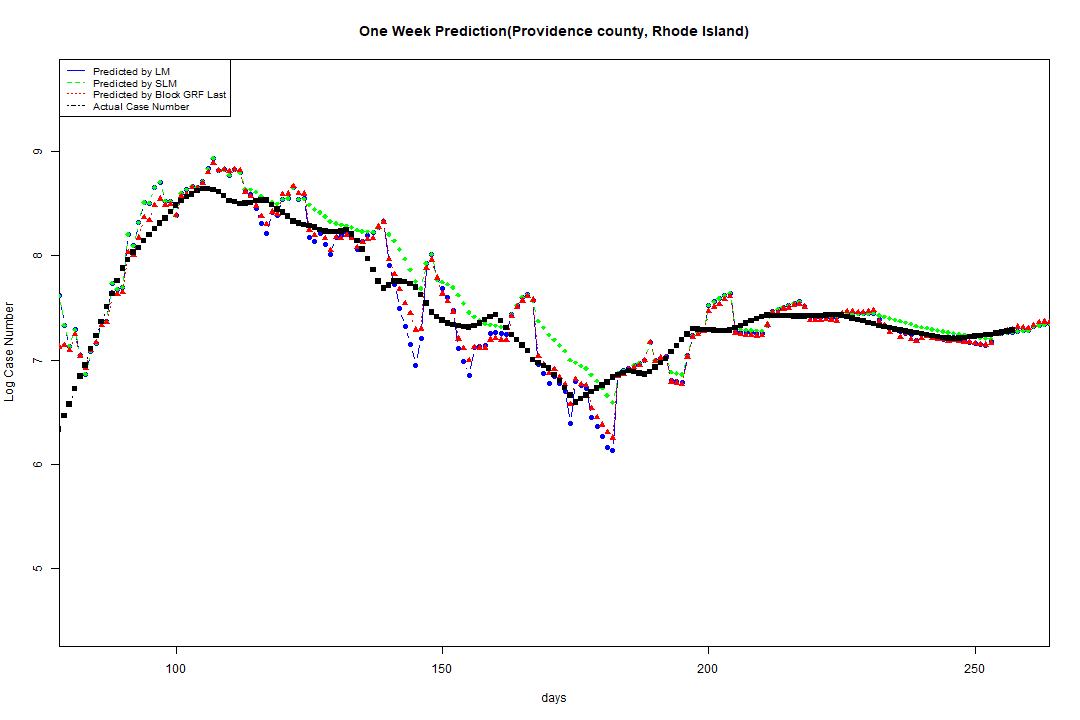 One Week Prediction(Providence county, Rhode Island)
Predicted by LM
Predicted by SLM
Predicted by Block GRF Last
Actual Case Number
9
8
7
6
5
Log Case Number
100
150
200
250
days